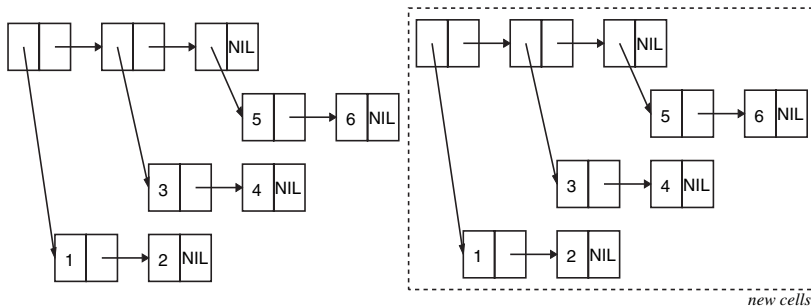 NIL NIL
5 6 NIL 5 6 NIL
3 4 NIL 3 4 NIL
1 2 NIL 1 2 NIL
new cells